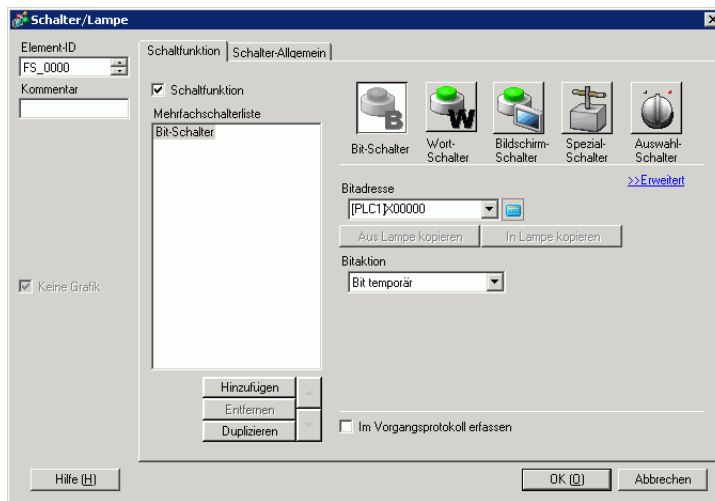 Schalter/Lampe
Element-ID
FS_0000
Kommentar
Keine Grafik
Schaltfunktion
Schalter-Allgemein
Schaltfunktion
Mehrfachschalterliste
Bit-Schalter
Hinzufügen
Entfernen
Duplizieren
B
W
Bit-Schalter
Wort-
Schalter
Bildschirm-
Schalter
Spezial-
Schalter
Auswahl-
Schalter
>>Erweitert
Bitadresse
[PLC1]X00000
Aus Lampe kopieren
In Lampe kopieren
Bitaktion
Bit temporär
Im Vorgangsprotokoll erfassen
Hilfe (H)
OK (O)
Abbrechen